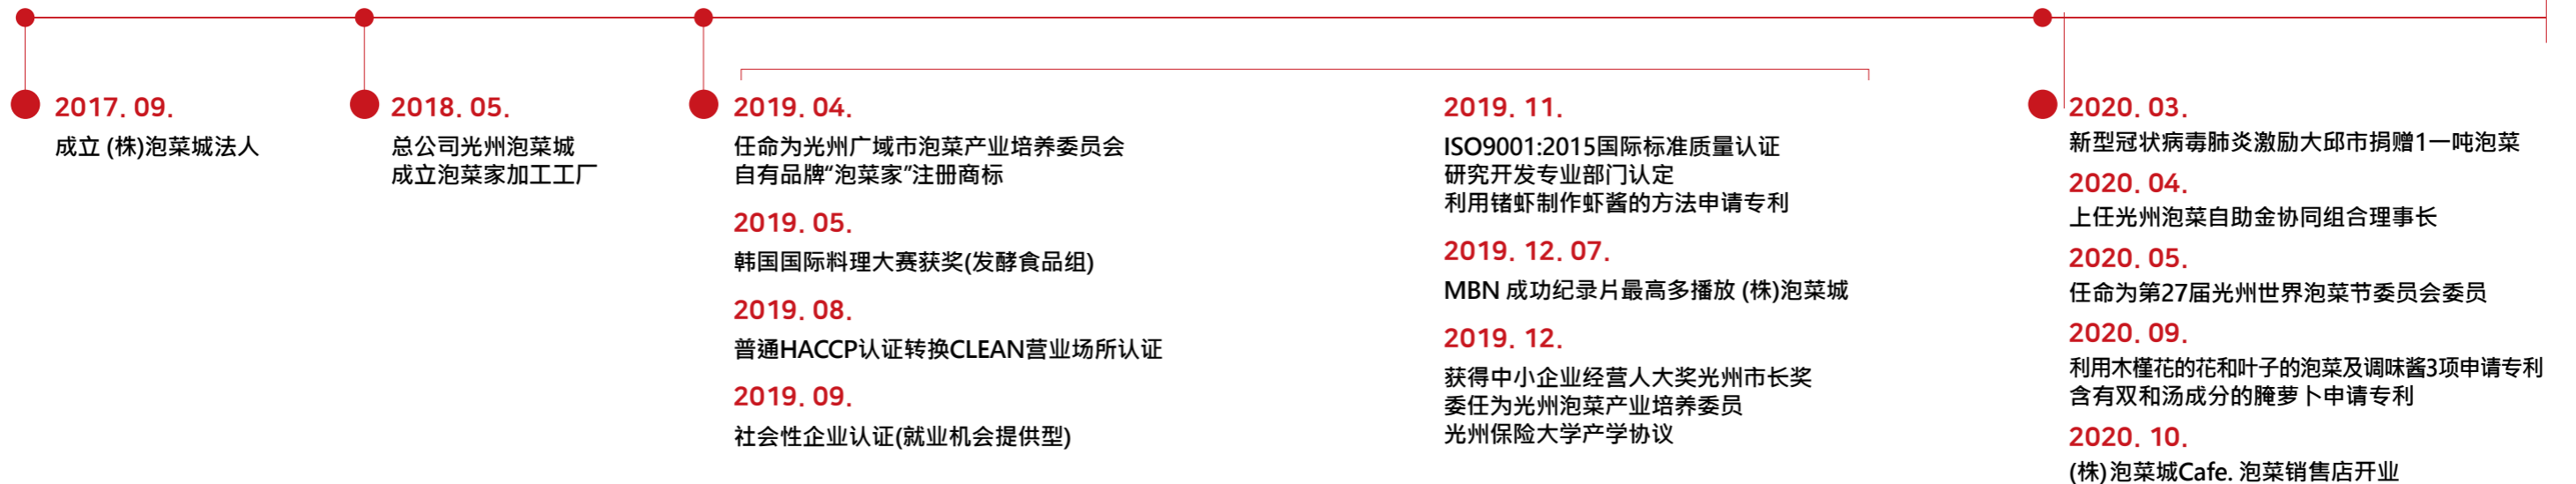 2017. 09.
成立 (株)泡菜城法人
2018. 05.
总公司光州泡菜城
成立泡菜家加工工厂
2019. 04.
任命为光州广域市泡菜产业培养委员会
自有品牌“泡菜家”注册商标
2019. 05.
韩国国际料理大赛获奖(发酵食品组)
2019. 08.
普通HACCP认证转换CLEAN营业场所认证
2019. 09.
社会性企业认证(就业机会提供型)
2019. 11.
ISO9001:2015国际标准质量认证
研究开发专业部门认定
利用锗虾制作虾酱的方法申请专利
2019. 12. 07.
MBN 成功纪录片最高多播放 (株)泡菜城
2019. 12.
获得中小企业经营人大奖光州市长奖
委任为光州泡菜产业培养委员
光州保险大学产学协议
2020. 03.
新型冠状病毒肺炎激励大邱市捐赠1一吨泡菜
2020. 04.
上任光州泡菜自助金协同组合理事长
2020. 05.
任命为第27届光州世界泡菜节委员会委员
2020. 09.
利用木槿花的花和叶子的泡菜及调味酱3项申请专利
含有双和汤成分的腌萝卜申请专利
2020. 10.
(株)泡菜城Cafe. 泡菜销售店开业